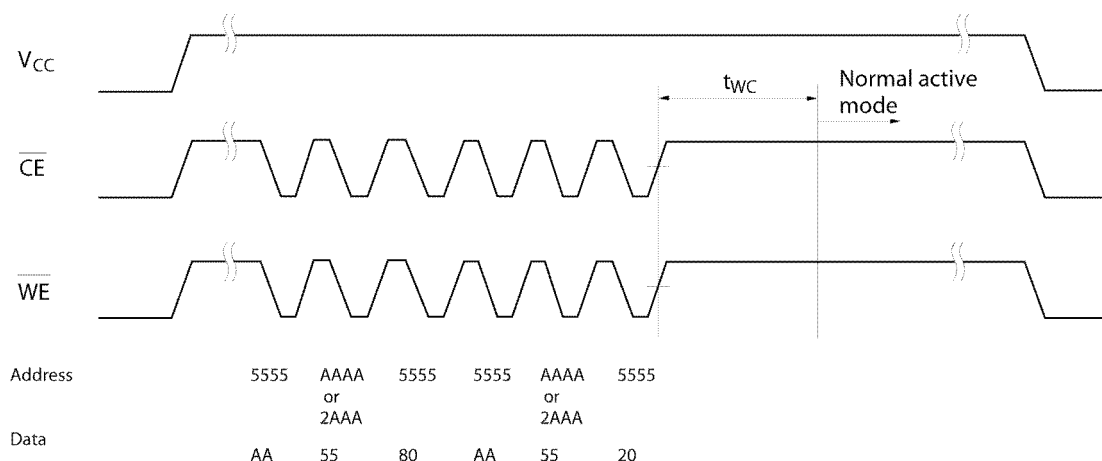 VCC
tWC
Normal active
mode
CE
WE
Address 5555 AAAA 5555 5555 AAAA 5555
or or
2AAA 2AAA
Data
AA 55 80 AA 55 20